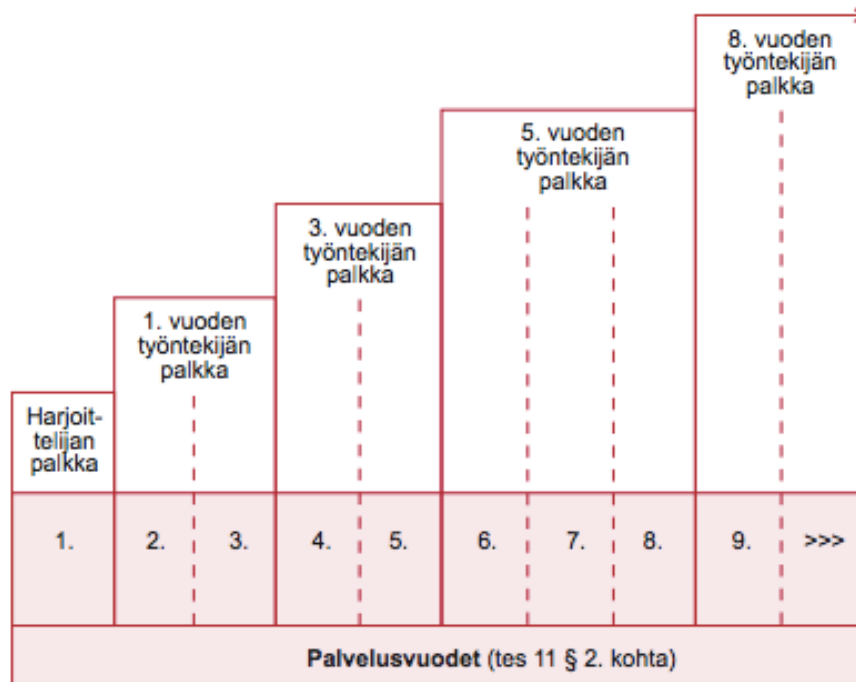 8. vuoden
työntekijän
palkka
5. vuoden
työntekijän
palkka
3. vuoden
työntekijän
palkka
1. vuoden
työntekijän
palkka
Harjoit-
telijan
palkka
1. 2. 3. 4. 5. 6. 7. 8. 9. >>>
Palvelusvuodet (tes 11 § 2. kohta)